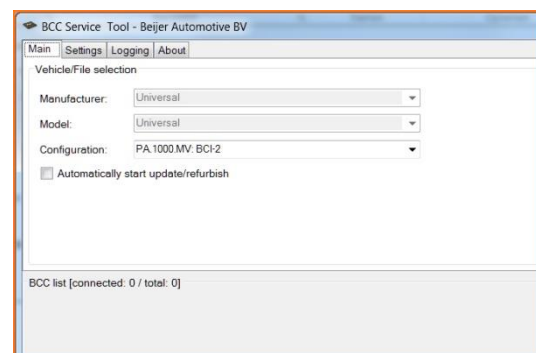 BCC Service Tool - Beijer Automotive BV
Main Settings Logging About
Vehicle/File selection
Manufacturer: Universal
Model: Universal
Configuration: PA.1000.MV: BCI-2
Automatically start update/refurbish
BCC list [connected: 0 / total: 0]